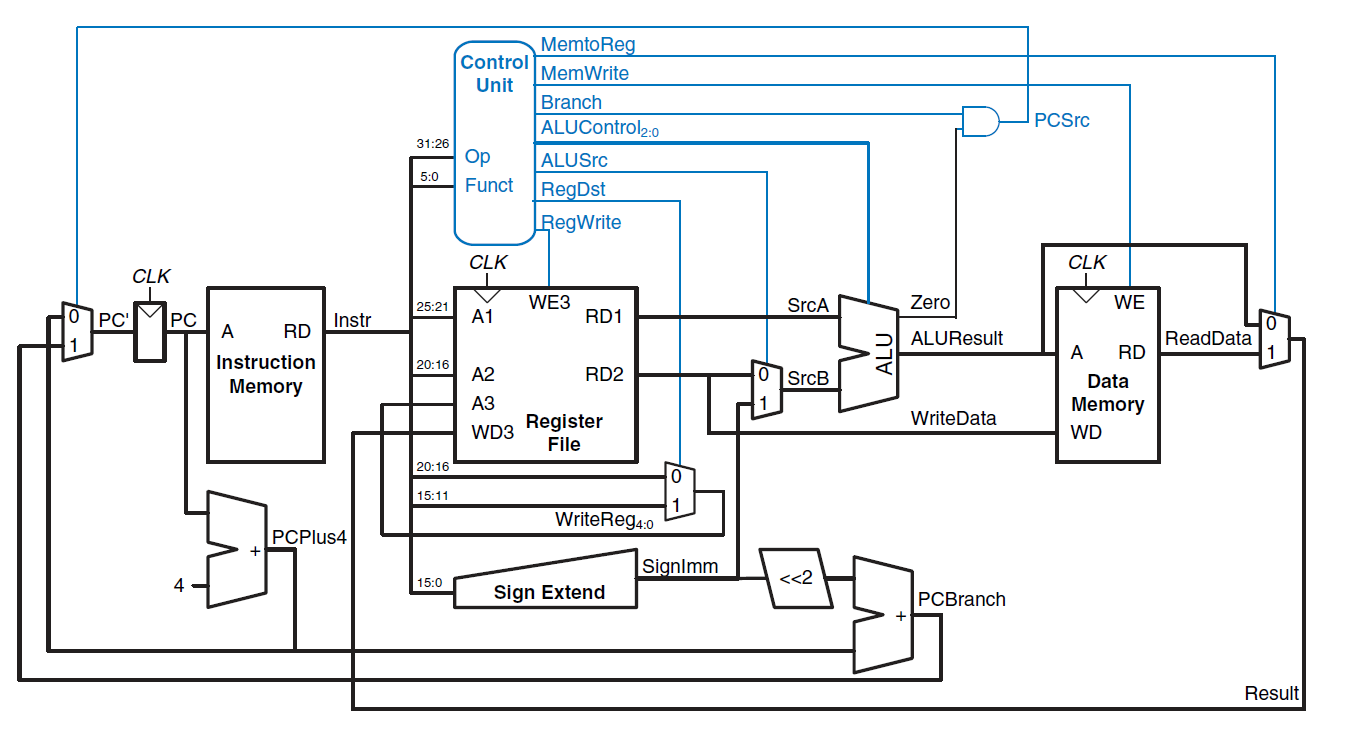 MemtoReg
Control
Unit
MemWrite
Branch
ALUControl2:0
PCSrc
31:26
Op
ALUSrc
5:0
Funct
RegDst
RegWrite
CLK
CLK
CLK
0
1
PC'
PC
A
RD
Instruction
Memory
Instr
25:21
A1
WE3
RD1
20:16
A2
RD2
A3
WD3
Register
File
SrcA
0
1
SrcB
ALU
Zero
ALUResult
WriteData
WE
A
RD
Data
Memory
WD
ReadData
0
1
20:16
0
15:11
1
WriteReg4:0
+
PCPlus4
4
15:0
Sign Extend
SignImm
<<2
+
PCBranch
Result